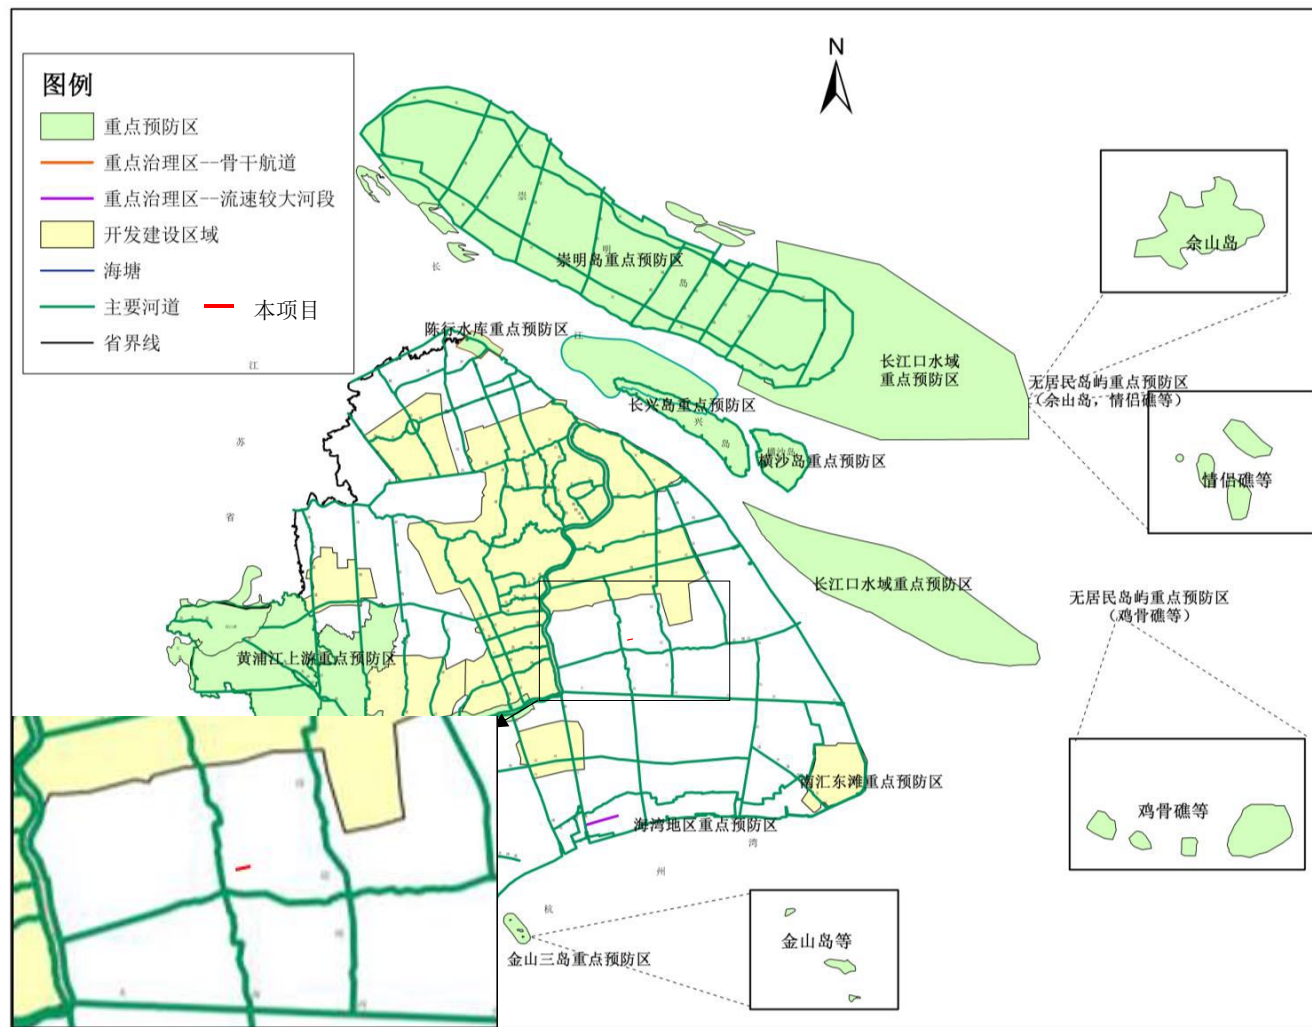 N
图例
重点预防区
重点治理区--骨干航道
重点治理区--流速较大河段
开发建设区域
海塘
主要河道
本项目
省界线
崇
明
岛
崇明岛重点预防区
长
江
陈行水库重点预防区
长江口水域
重点预防区
佘山岛
无居民岛屿重点预防区
（佘山岛，情侣礁等）
长兴岛重点预防区
兴
岛
横沙岛
横沙岛重点预防区
情侣礁等
江
苏
省
长江口水域重点预防区
无居民岛屿重点预防区
（鸡骨礁等）
黄浦江上游重点预防区
南汇东滩重点预防区
海湾地区重点预防区
湾
州
杭
鸡骨礁等
金山岛等
金山三岛重点预防区